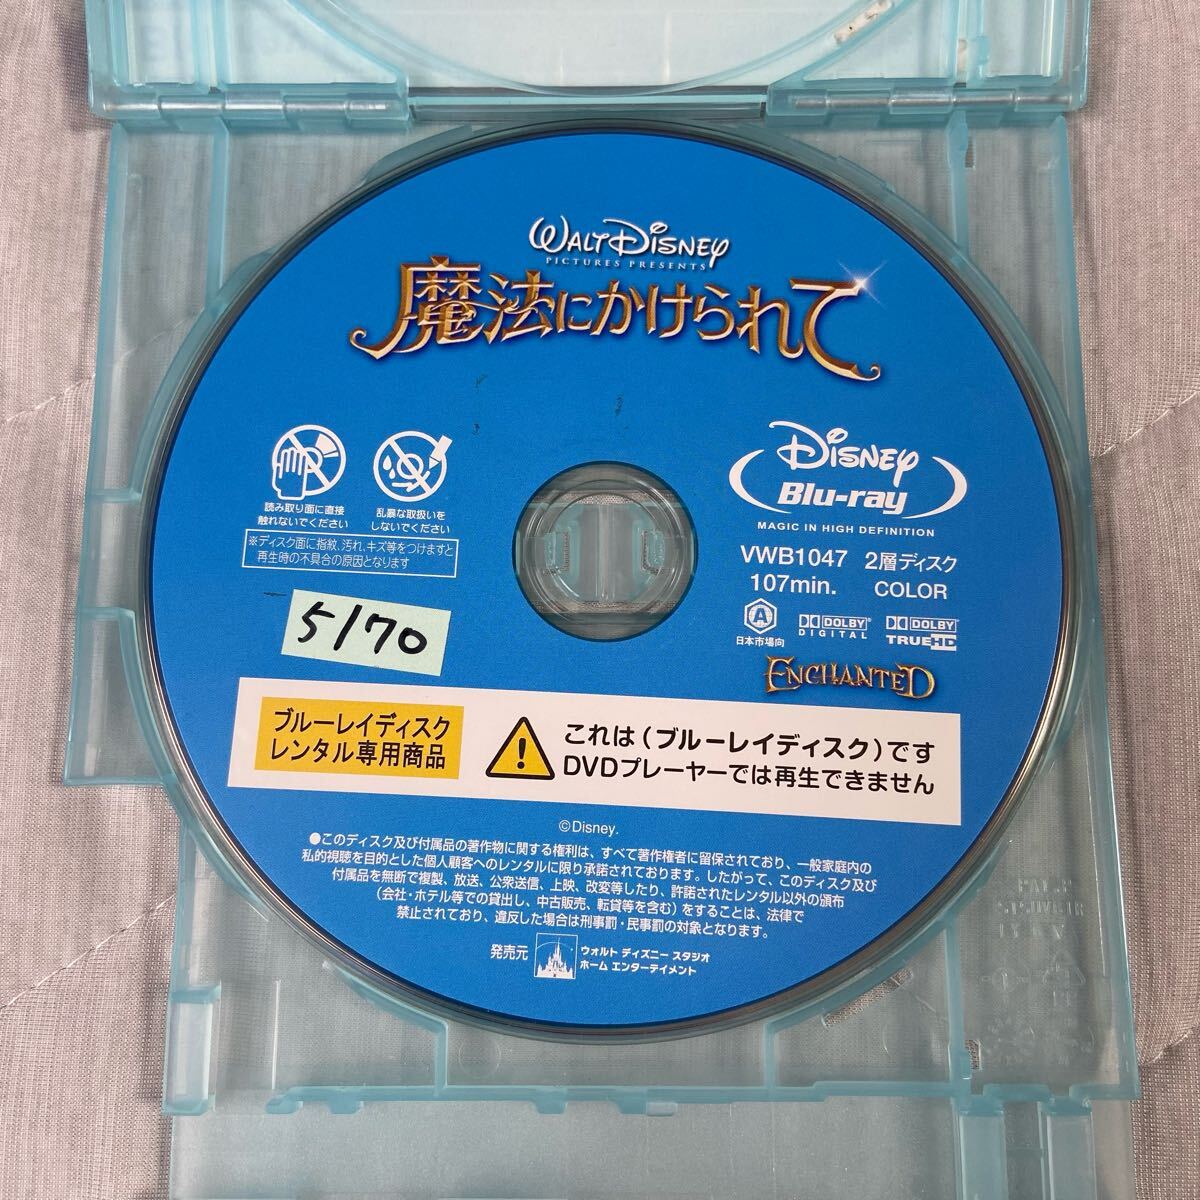 WALT DISNEY
PICTURES PRESENTS
魔法にかけられて
読み取り面に直接
触れないでください
乱暴な取扱いを
しないでください
※ディスク面に指紋、汚れ、キズ等をつけますと
再生時の不具合の原因となります
5170
DISNEY
Blu-ray
MAGIC IN HIGH DEFINITION
VWB1047 2層ディスク
107min. COLOR
A
日本市場向
DOLBY
DIGITAL
DOLBY
TRUEHD
ENCHANTED
ブルーレイディスク
レンタル専用商品
これは(ブルーレイディスク)です
DVDプレーヤーでは再生できません
©Disney.
●このディスク及び付属品の著作物に関する権利は、すべて著作権者に留保されており、一般家庭内の
私的視聴を目的とした個人顧客へのレンタルに限り承諾されております。したがって、このディスク及び
付属品を無断で複製、放送、公衆送信、上映、改変等したり、許諾されたレンタル以外の頒布
(会社・ホテル等での貸出し、中古販売、転貸等を含む)をすることは、法律で
禁止されており、違反した場合は刑事罰・民事罰の対象となります。
発売元
ウォルト ディズニー スタジオ
ホーム エンターテイメント